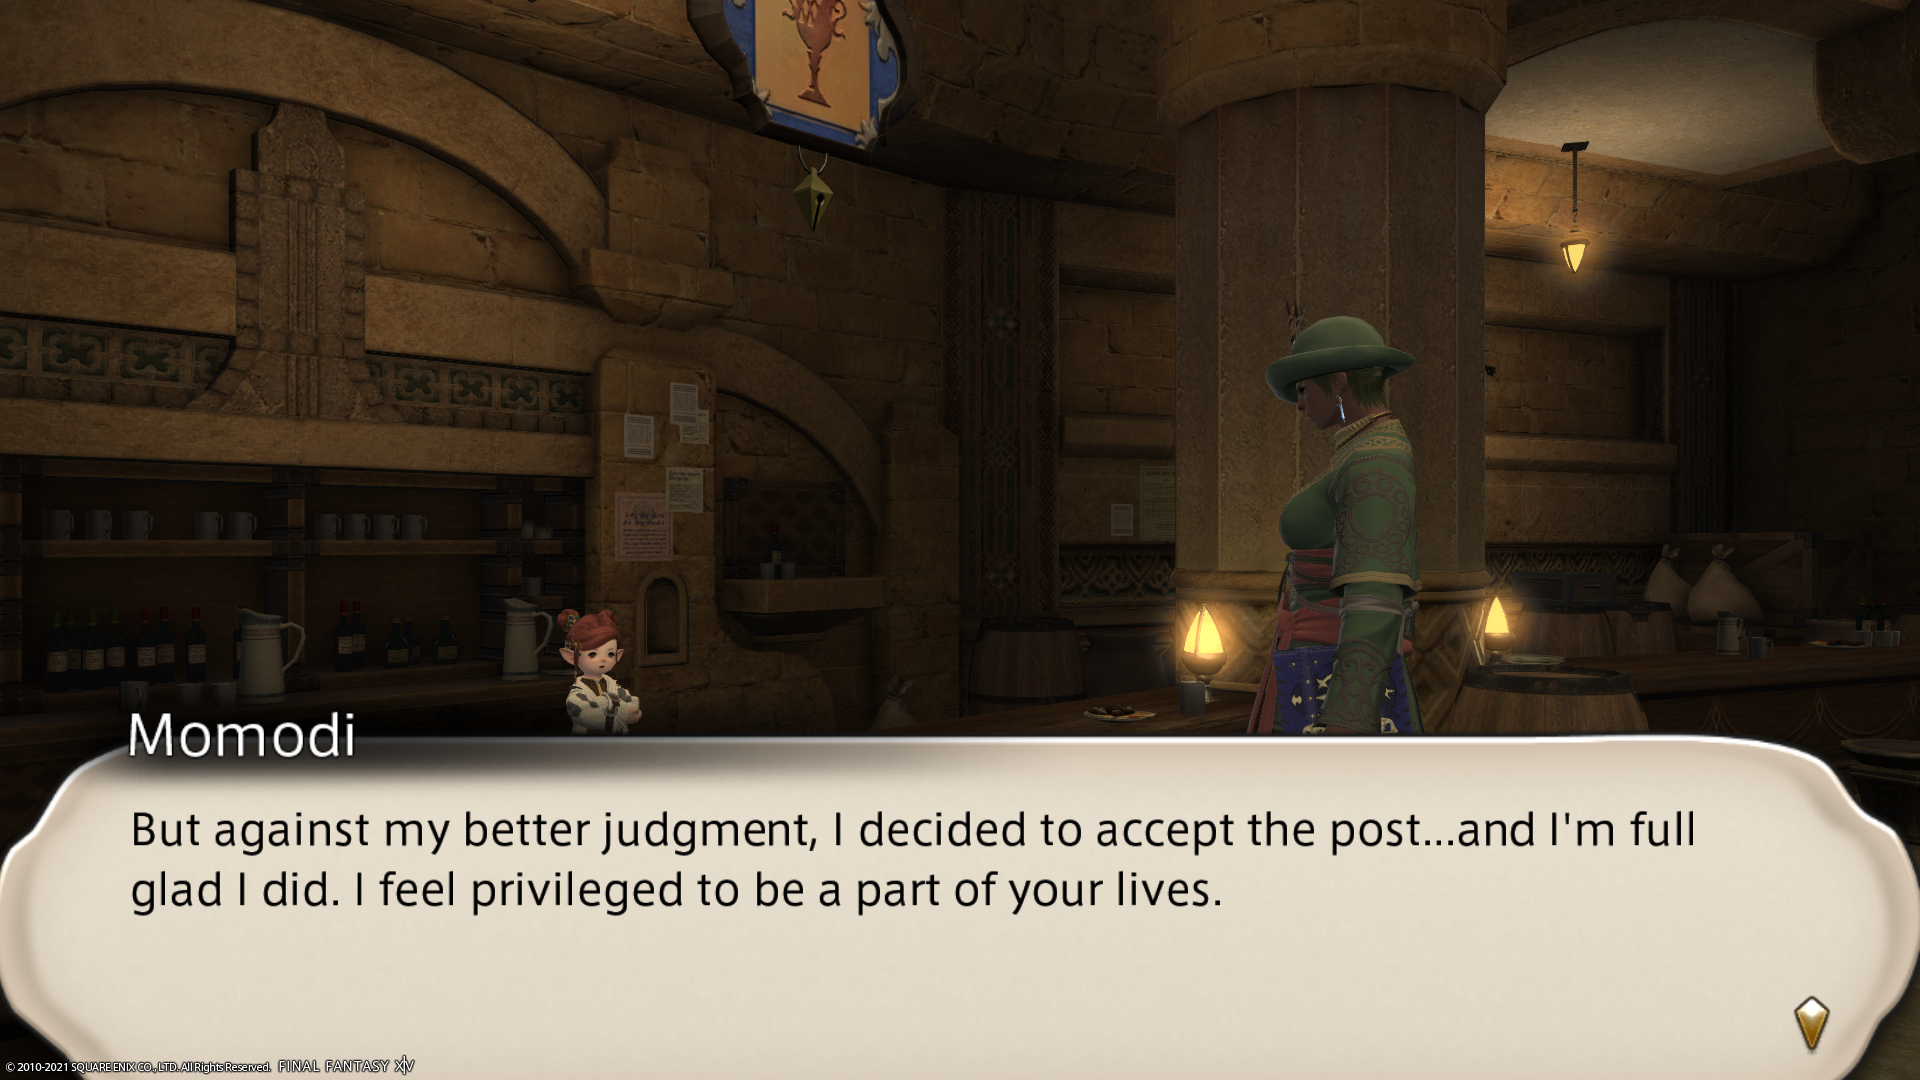 Momodi
But against my better judgment, I decided to accept the post...and I'm full
glad I did. I feel privileged to be a part of your lives.
© 2010-2021 SQUARE ENIX CO., LTD. All Rights Reserved. FINAL FANTASY XIV